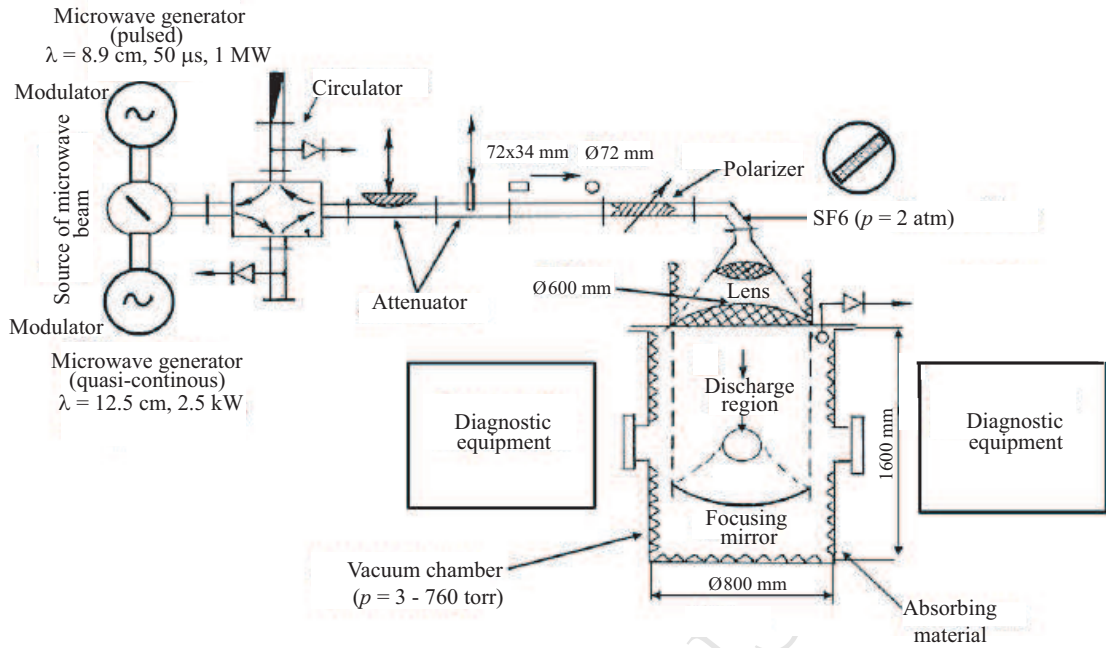 Microwave generator
(pulsed)
λ = 8.9 cm, 50 μs, 1 MW
Modulator
Circulator
Source of microwave
beam
72x34 mm
Ø72 mm
Polarizer
SF6 (p = 2 atm)
Attenuator
Ø600 mm
Lens
Modulator
Microwave generator
(quasi-continous)
λ = 12.5 cm, 2.5 kW
Diagnostic
equipment
Discharge
region
1600 mm
Diagnostic
equipment
Focusing
mirror
Vacuum chamber
(p = 3 - 760 torr)
Ø800 mm
Absorbing
material